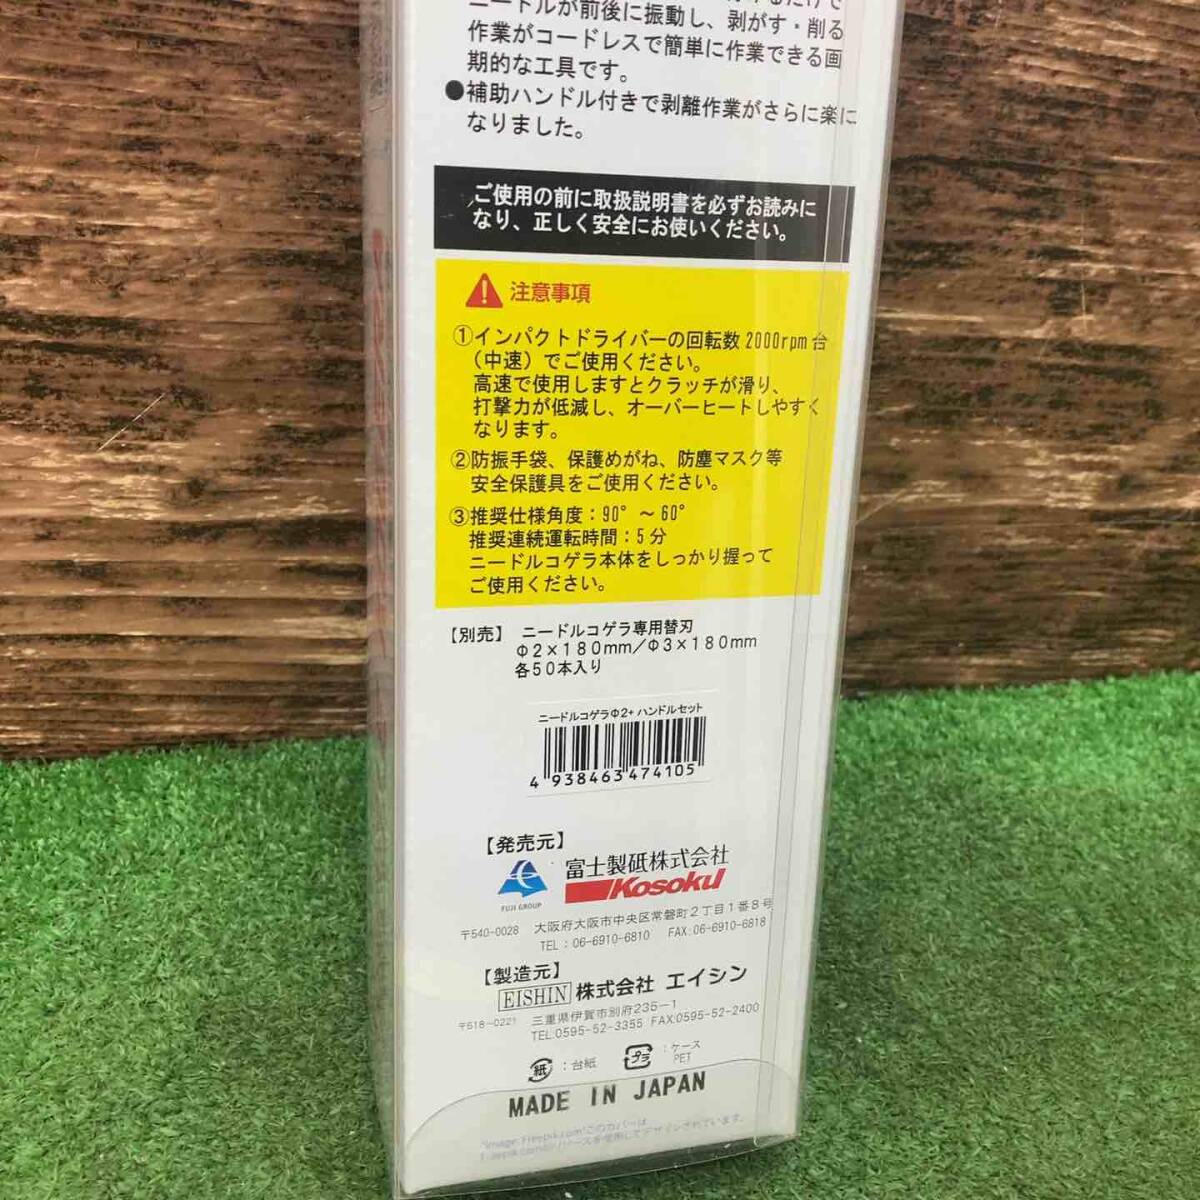 ニードルが前後に振動し、剥がす・削る
作業がコードレスで簡単に作業できる画
期的な工具です。
●補助ハンドル付きで剥離作業がさらに楽に
なりました。
ご使用の前に取扱説明書を必ずお読みに
なり、正しく安全にお使いください。
注意事項
①インパクトドライバーの回転数2000rpm台
(中速)でご使用ください。
高速で使用しますとクラッチが滑り、
打撃力が低減し、オーバーヒートしやすく
なります。
②防振手袋、保護めがね、防塵マスク等
安全保護具をご使用ください。
③推奨仕様角度:90°～60°
推奨連続運転時間:5分
ニードルコゲラ本体をしっかり握って
ご使用ください。
【別売】 ニードルコゲラ専用替刃
Φ2×180mm／Φ3×180mm
各50本入り
ニードルコゲラΦ2+ ハンドルセット
4 938463 474105
【発売元】
FUJI GROUP
富士製砥株式会社
Kosoku
〒540-0028 大阪府大阪市中央区常磐町2丁目1番8号
TEL：06-6910-6810 FAX:06-6910-6818
【製造元】
EISHIN 株式会社 エイシン
〒518-0221 三重県伊賀市別府235-1
TEL.0595-52-3355 FAX.0595-52-2400
紙 ：台紙 プラ ：ケース
PET
MADE IN JAPAN